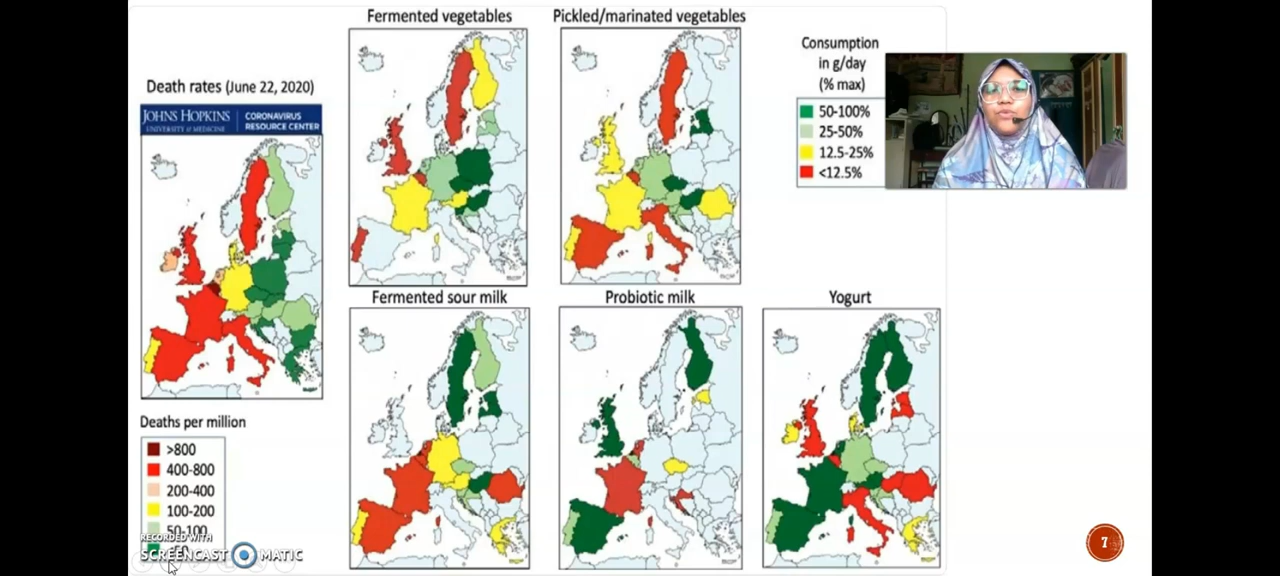 Fermented vegetables
Pickled/marinated vegetables
Death rates (June 22, 2020)
JOHNS HOPKINS
UNIVERSITY of MEDICINE
CORONAVIRUS
RESOURCE CENTER
Consumption
in g/day
(% max)
50-100%
25-50%
12.5-25%
<12.5%
Fermented sour milk
Probiotic milk
Yogurt
Deaths per million
>800
400-800
200-400
100-200
50-100
RECORDED WITH
SCREENCAST MATIC
7